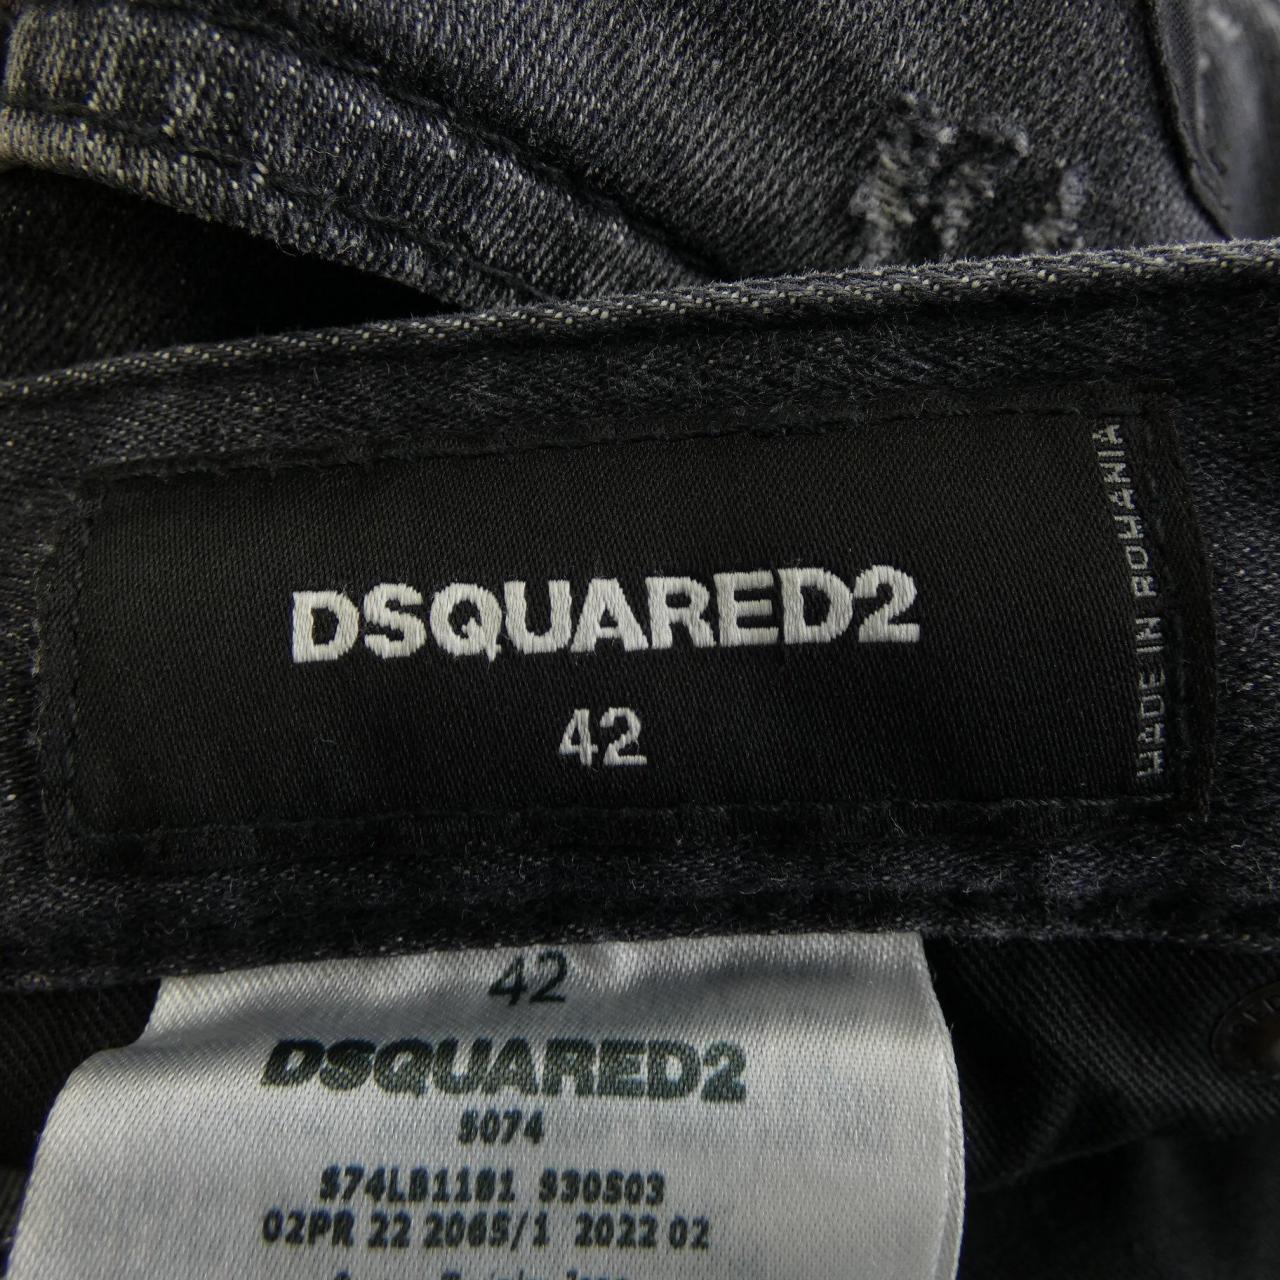 DSQUARED2
42
MADE IN ROMANIA
42
DSQUARED2
S074
S74LB1181 S30503
02PR 22 2065/1 2022 02